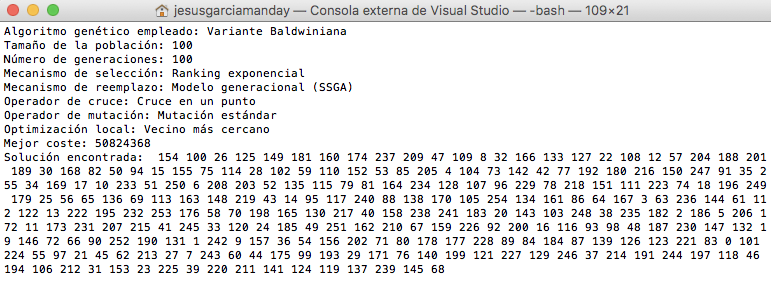 jesusgarciamanday — Consola externa de Visual Studio — -bash — 109×21
Algoritmo genético empleado: Variante Baldwiniana
Tamaño de la población: 100
Número de generaciones: 100
Mecanismo de selección: Ranking exponencial
Mecanismo de reemplazo: Modelo generacional (SSGA)
Operador de cruce: Cruce en un punto
Operador de mutación: Mutación estándar
Optimización local: Vecino más cercano
Mejor coste: 50824368
Solución encontrada:  154 100 26 125 149 181 160 174 237 209 47 109 8 32 166 133 127 22 108 12 57 204 188 201
 189 30 168 82 50 94 15 155 75 114 28 102 59 110 152 53 85 205 4 104 73 142 42 77 192 180 216 150 247 91 35 2
55 34 169 17 10 233 51 250 6 208 203 52 135 115 79 81 164 234 128 107 96 229 78 218 151 111 223 74 18 196 249
 179 25 56 65 136 69 113 163 148 219 43 14 95 117 240 88 138 170 105 254 134 161 86 64 167 3 63 236 144 61 11
2 122 13 222 195 232 253 176 58 70 198 165 130 217 40 158 238 241 183 20 143 103 248 38 235 182 2 186 5 206 1
72 11 173 231 207 215 41 245 33 120 24 185 49 251 162 210 67 159 226 92 200 16 116 93 98 48 187 230 147 132 1
9 146 72 66 90 252 190 131 1 242 9 157 36 54 156 202 71 80 178 177 228 89 84 184 87 139 126 123 221 83 0 101
224 55 97 21 45 62 213 27 7 243 60 44 175 99 193 29 171 76 140 199 121 227 129 246 37 214 191 244 197 118 46
194 106 212 31 153 23 225 39 220 211 141 124 119 137 239 145 68